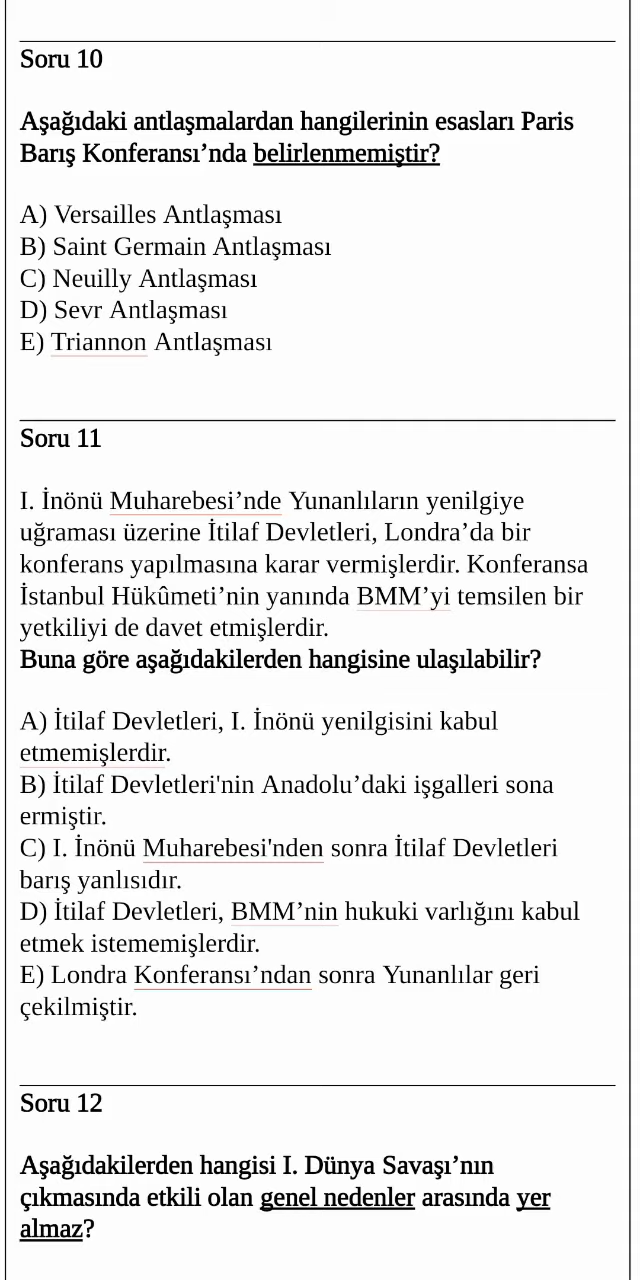 Soru 10
Aşağıdaki antlaşmalardan hangilerinin esasları Paris
Barış Konferansı’nda belirlenmemiştir?
A) Versailles Antlaşması
B) Saint Germain Antlaşması
C) Neuilly Antlaşması
D) Sevr Antlaşması
E) Triannon Antlaşması
Soru 11
I. İnönü Muharebesi’nde Yunanlıların yenilgiye
uğraması üzerine İtilaf Devletleri, Londra’da bir
konferans yapılmasına karar vermişlerdir. Konferansa
İstanbul Hükûmeti’nin yanında BMM’yi temsilen bir
yetkiliyi de davet etmişlerdir.
Buna göre aşağıdakilerden hangisine ulaşılabilir?
A) İtilaf Devletleri, I. İnönü yenilgisini kabul
etmemişlerdir.
B) İtilaf Devletleri'nin Anadolu’daki işgalleri sona
ermiştir.
C) I. İnönü Muharebesi'nden sonra İtilaf Devletleri
barış yanlısıdır.
D) İtilaf Devletleri, BMM’nin hukuki varlığını kabul
etmek istememişlerdir.
E) Londra Konferansı’ndan sonra Yunanlılar geri
çekilmiştir.
Soru 12
Aşağıdakilerden hangisi I. Dünya Savaşı’nın
çıkmasında etkili olan genel nedenler arasında yer
almaz?